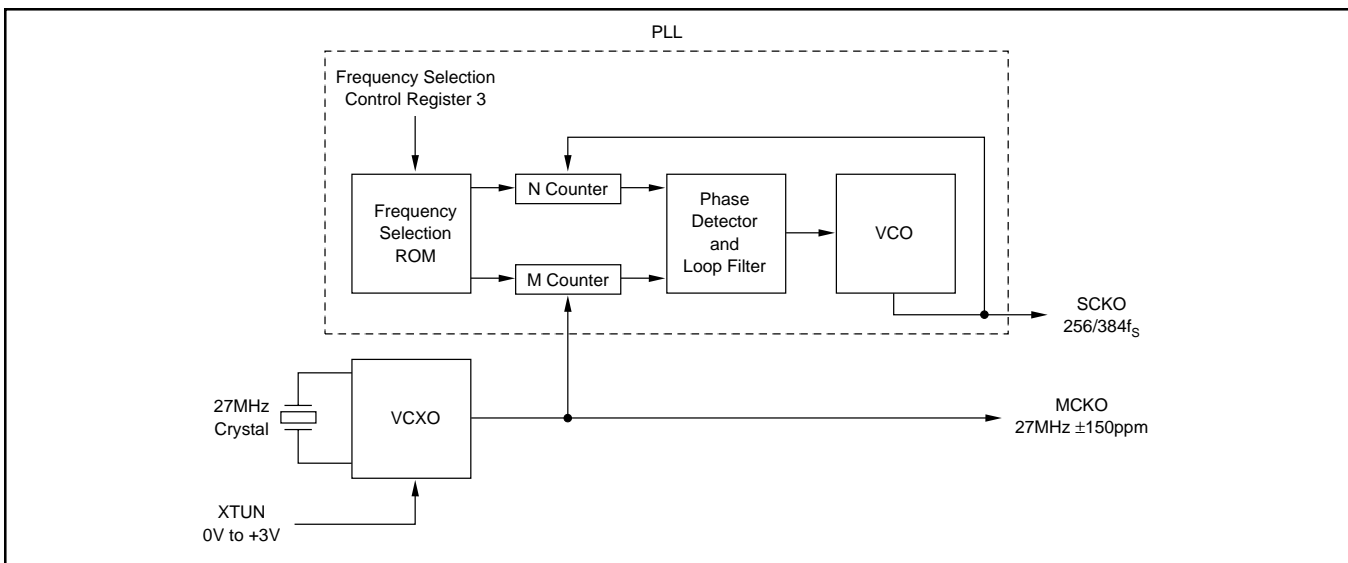 PLL
Frequency Selection
Control Register 3
Frequency
Selection
ROM
N Counter
M Counter
Phase
Detector
and
Loop Filter
VCO
SCKO
256/384fS
27MHz
Crystal
VCXO
MCKO
27MHz ±150ppm
XTUN
0V to +3V